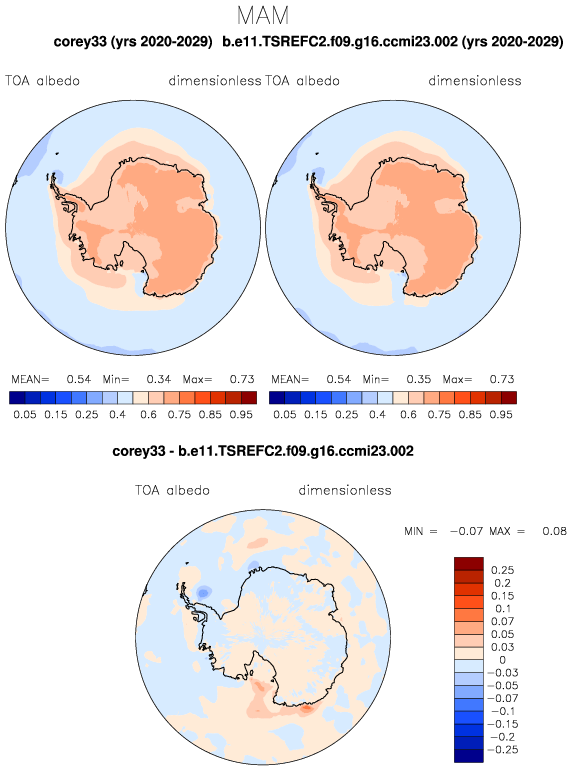 MAM
corey33 (yrs 2020-2029) b.e11.TSREFC2.f09.g16.ccmi23.002 (yrs 2020-2029)
TOA albedo dimensionless TOA albedo dimensionless
MEAN= 0.54 Min= 0.34 Max= 0.73 MEAN= 0.54 Min= 0.35 Max= 0.73
0.05 0.15 0.25 0.4 0.6 0.75 0.85 0.95 0.05 0.15 0.25 0.4 0.6 0.75 0.85 0.95
corey33 - b.e11.TSREFC2.f09.g16.ccmi23.002
TOA albedo dimensionless
MIN = -0.07 MAX = 0.08
0.25
0.2
0.15
0.1
0.07
0.05
0.03
0
-0.03
-0.05
-0.07
-0.1
-0.15
-0.2
-0.25